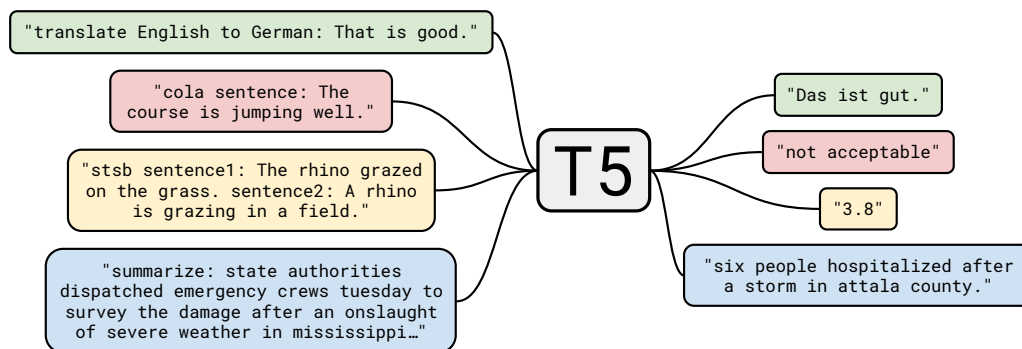 "translate English to German: That is good."
"cola sentence: The
course is jumping well."
"stsb sentence1: The rhino grazed
on the grass. sentence2: A rhino
is grazing in a field."
"summarize: state authorities
dispatched emergency crews tuesday to
survey the damage after an onslaught
of severe weather in mississippi…"
T5
"Das ist gut."
"not acceptable"
"3.8"
"six people hospitalized after
a storm in attala county."